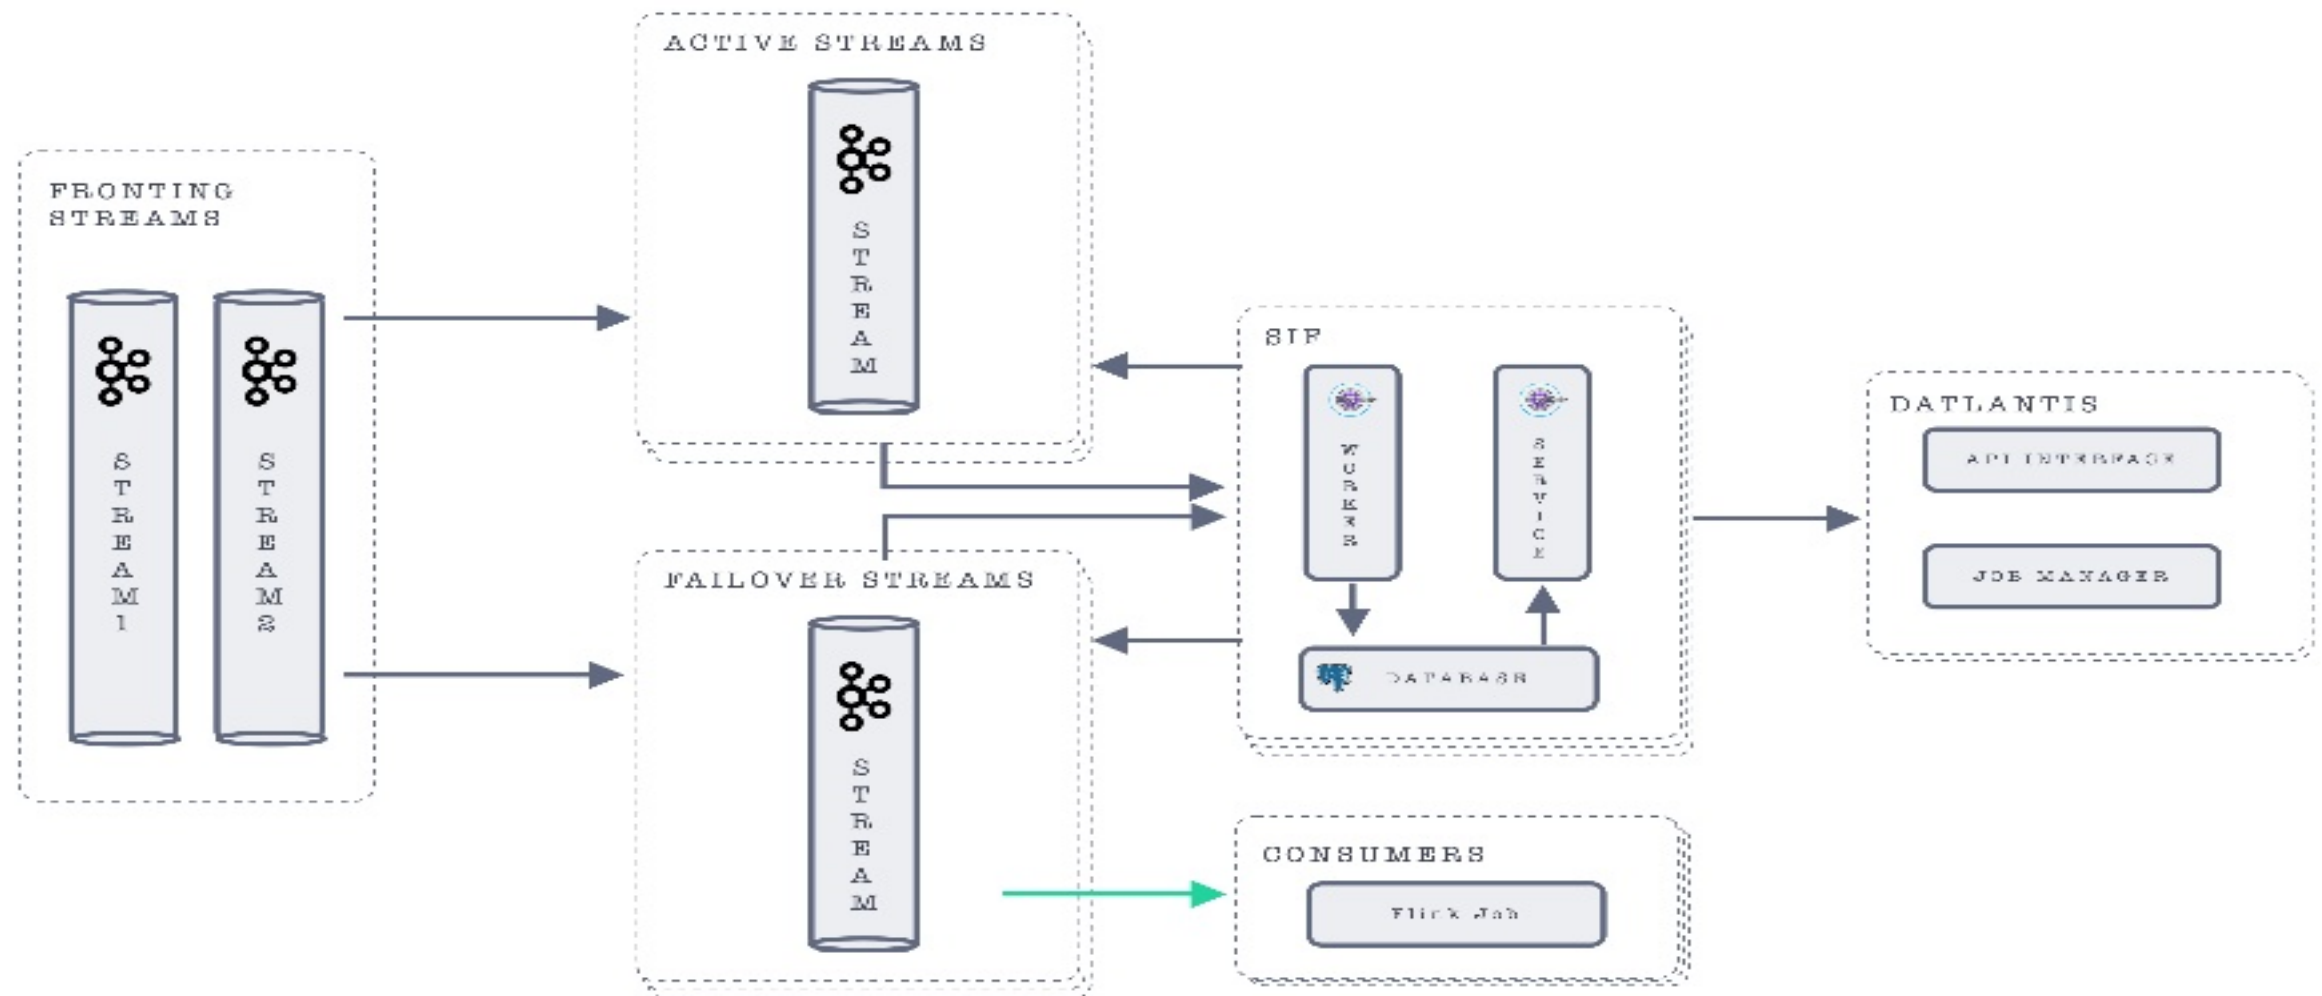 ACTIVE STREAMS
STREAM
FRONTING
STREAMS
STREAM1
STREAM2
SIF
WORKER
SERVICE
DATABASE
DATLANTIS
API INTERFACE
JOB MANAGER
FAILOVER STREAMS
STREAM
CONSUMERS
Flink Job